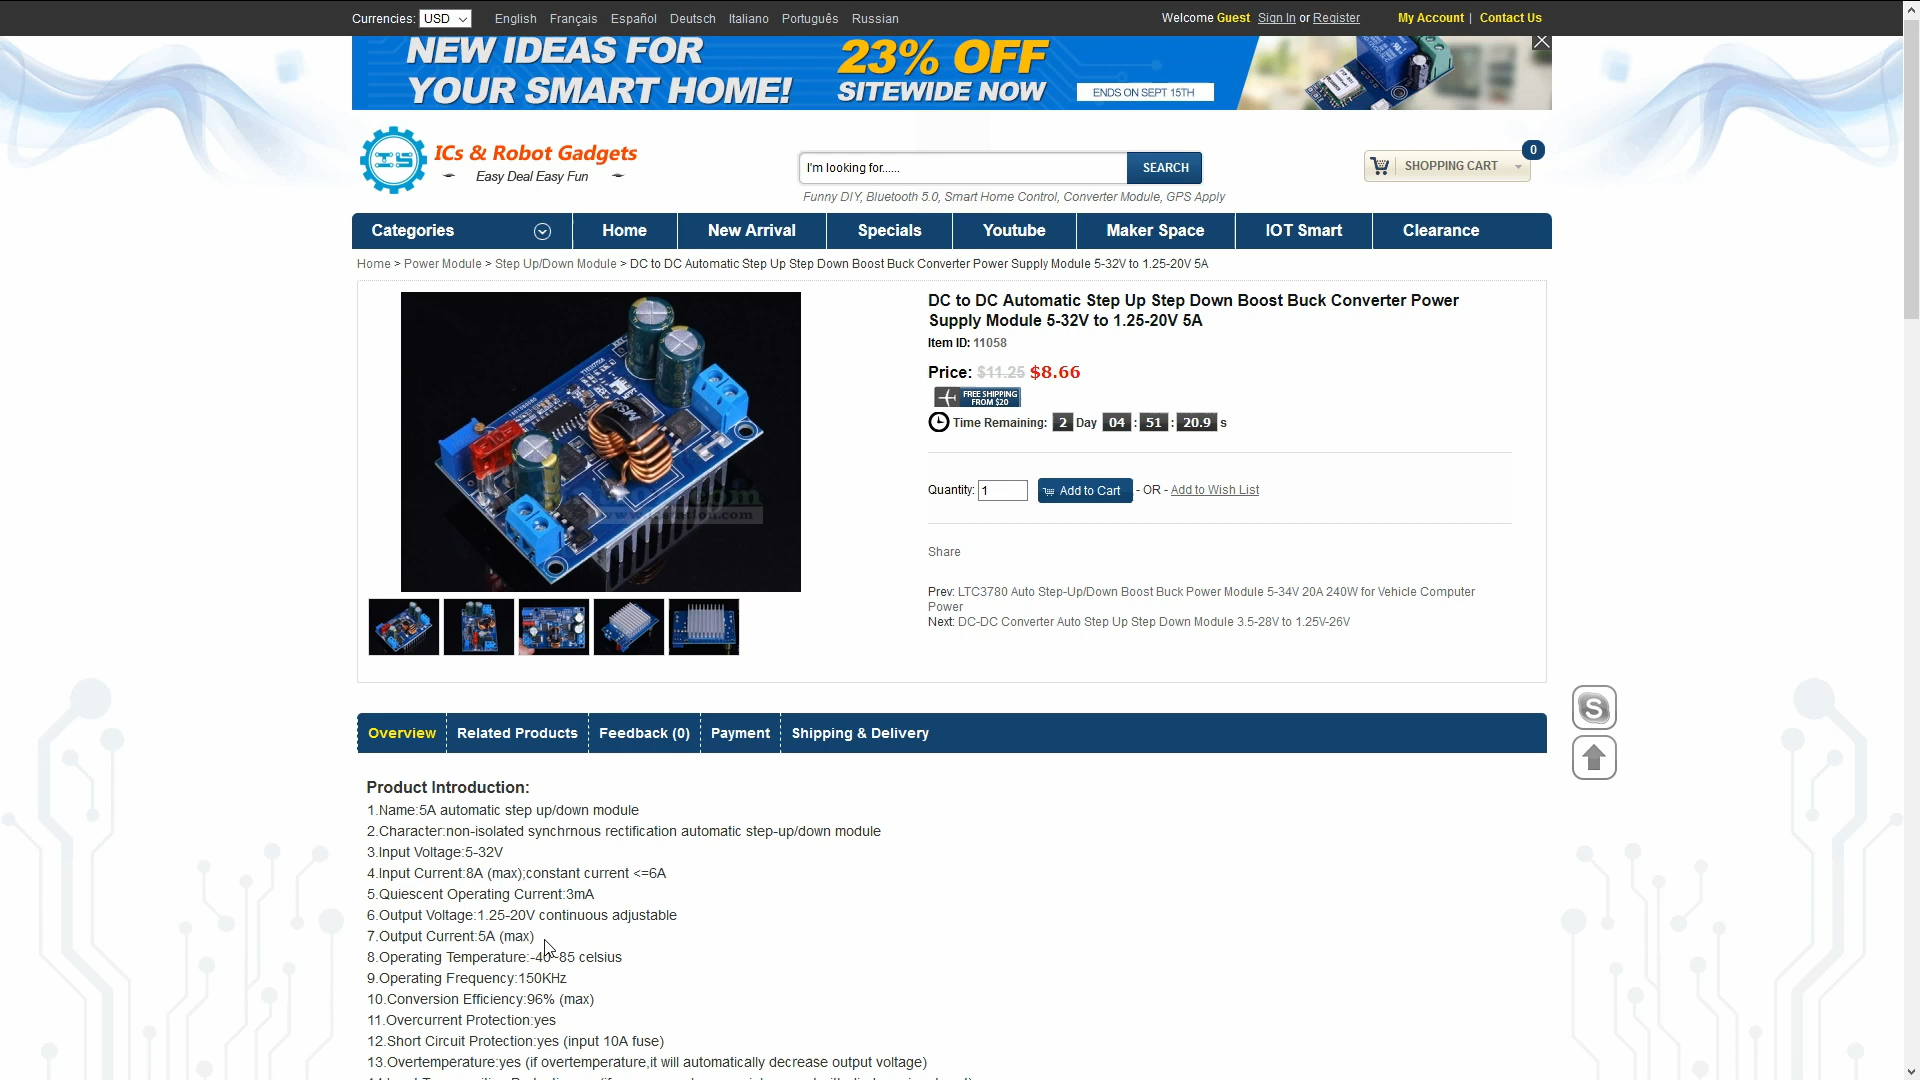 Currencies: USD English Français Español Deutsch Italiano Português Russian Welcome Guest Sign In or Register My Account | Contact Us
NEW IDEAS FOR
YOUR SMART HOME!
23% OFF
SITEWIDE NOW
ENDS ON SEPT 15TH
ICs & Robot Gadgets
Easy Deal Easy Fun
I'm looking for...... SEARCH
Funny DIY, Bluetooth 5.0, Smart Home Control, Converter Module, GPS Apply
SHOPPING CART 0
Categories Home New Arrival Specials Youtube Maker Space IOT Smart Clearance
Home > Power Module > Step Up/Down Module > DC to DC Automatic Step Up Step Down Boost Buck Converter Power Supply Module 5-32V to 1.25-20V 5A
DC to DC Automatic Step Up Step Down Boost Buck Converter Power
Supply Module 5-32V to 1.25-20V 5A
Item ID: 11058
Price: $11.25 $8.66
FREE SHIPPING
FROM $20
Time Remaining: 2 Day 04 : 51 : 20.9 s
Quantity: 1 Add to Cart - OR - Add to Wish List
Share
Prev: LTC3780 Auto Step-Up/Down Boost Buck Power Module 5-34V 20A 240W for Vehicle Computer
Power
Next: DC-DC Converter Auto Step Up Step Down Module 3.5-28V to 1.25V-26V
Overview Related Products Feedback (0) Payment Shipping & Delivery
Product Introduction:
1.Name:5A automatic step up/down module
2.Character:non-isolated synchrnous rectification automatic step-up/down module
3.Input Voltage:5-32V
4.Input Current:8A (max);constant current <=6A
5.Quiescent Operating Current:3mA
6.Output Voltage:1.25-20V continuous adjustable
7.Output Current:5A (max)
8.Operating Temperature:-40~85 celsius
9.Operating Frequency:150KHz
10.Conversion Efficiency:96% (max)
11.Overcurrent Protection:yes
12.Short Circuit Protection:yes (input 10A fuse)
13.Overtemperature:yes (if overtemperature,it will automatically decrease output voltage)